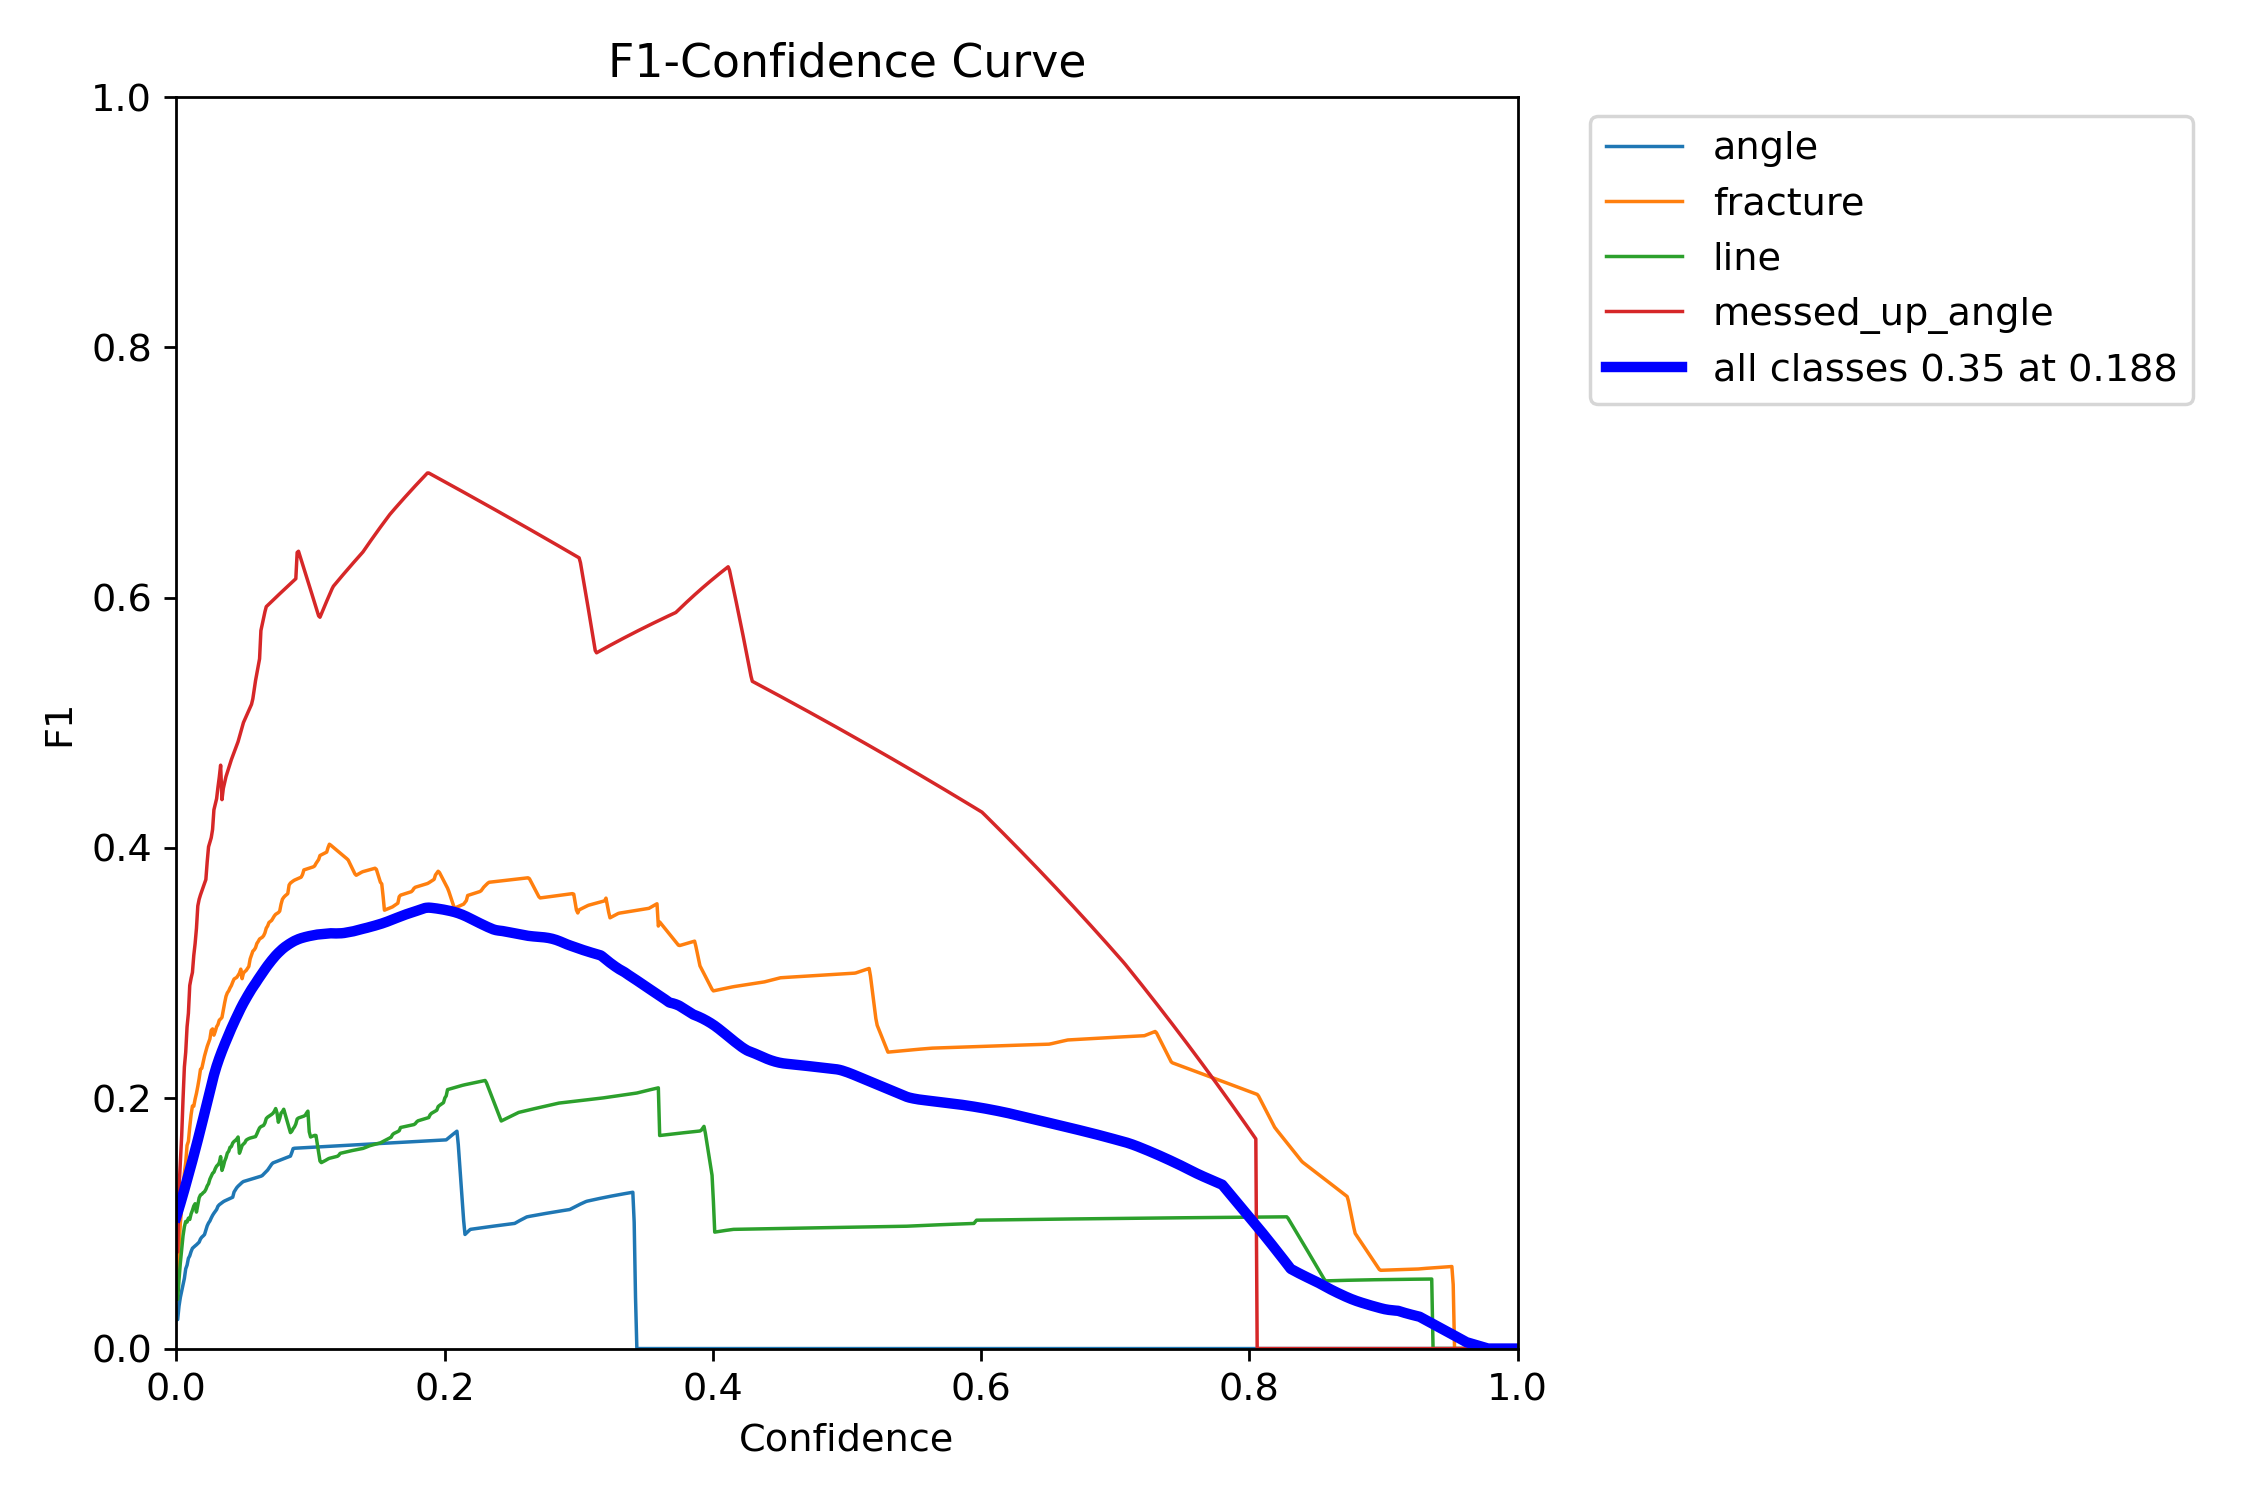 F1-Confidence Curve
1.0
0.8
0.6
0.4
0.2
0.0
F1
0.0 0.2 0.4 0.6 0.8 1.0
Confidence
angle
fracture
line
messed_up_angle
all classes 0.35 at 0.188